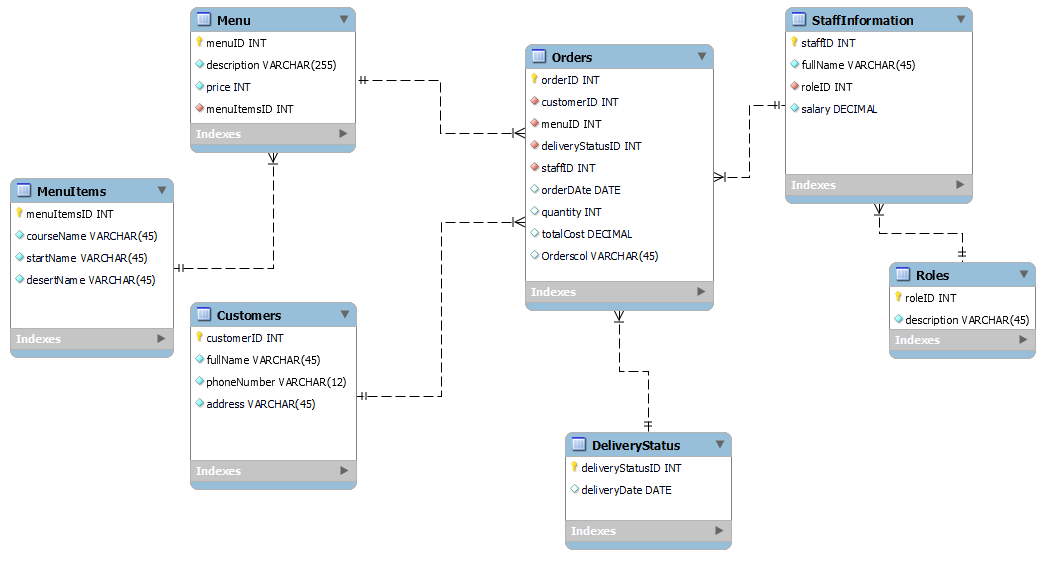 Menu
menuID INT
description VARCHAR(255)
price INT
menuItemsID INT
Indexes
MenuItems
menuItemsID INT
courseName VARCHAR(45)
startName VARCHAR(45)
desertName VARCHAR(45)
Indexes
Customers
customerID INT
fullName VARCHAR(45)
phoneNumber VARCHAR(12)
address VARCHAR(45)
Indexes
Orders
orderID INT
customerID INT
menuID INT
deliveryStatusID INT
staffID INT
orderDAte DATE
quantity INT
totalCost DECIMAL
Orderscol VARCHAR(45)
Indexes
DeliveryStatus
deliveryStatusID INT
deliveryDate DATE
Indexes
StaffInformation
staffID INT
fullName VARCHAR(45)
roleID INT
salary DECIMAL
Indexes
Roles
roleID INT
description VARCHAR(45)
Indexes